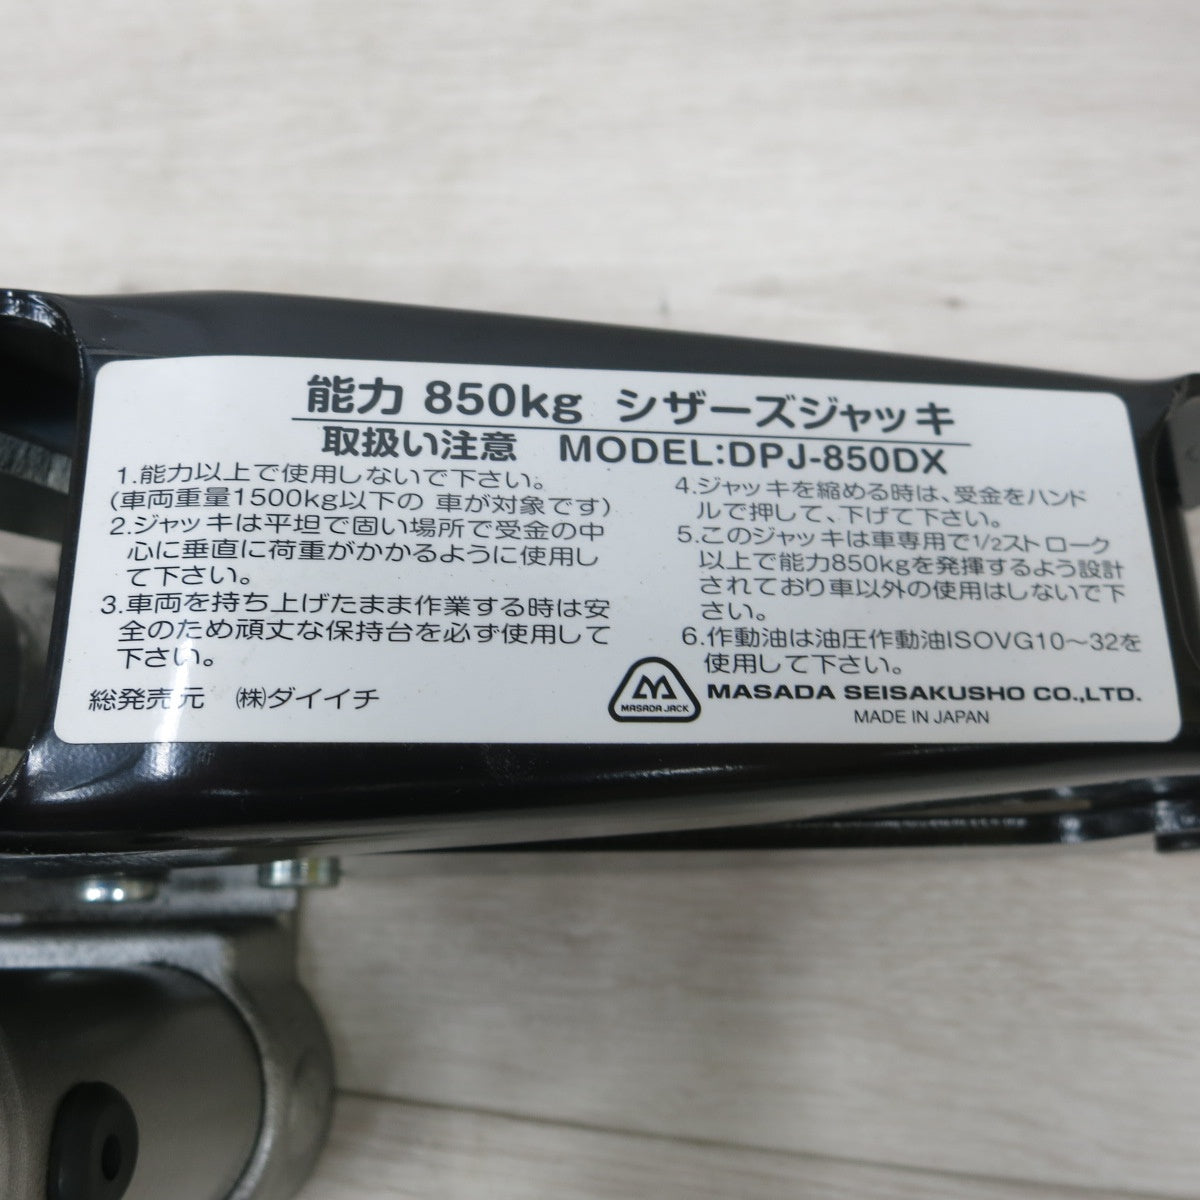 能力 850kg シザーズジャッキ
取扱い注意 MODEL:DPJ-850DX
1.能力以上で使用しないで下さい。
(車両重量1500kg以下の 車が対象です)
2.ジャッキは平坦で固い場所で受金の中
心に垂直に荷重がかかるように使用し
て下さい。
3.車両を持ち上げたまま作業する時は安
全のため頑丈な保持台を必ず使用して
下さい。
総発売元 (株)ダイイチ
4.ジャッキを縮める時は、受金をハンド
ルで押して、下げて下さい。
5.このジャッキは車専用で1/2ストローク
以上で能力850kgを発揮するよう設計
されており車以外の使用はしないで下
さい。
6.作動油は油圧作動油ISOVG10～32を
使用して下さい。
MASADA JACK
MASADA SEISAKUSHO CO.,LTD.
MADE IN JAPAN